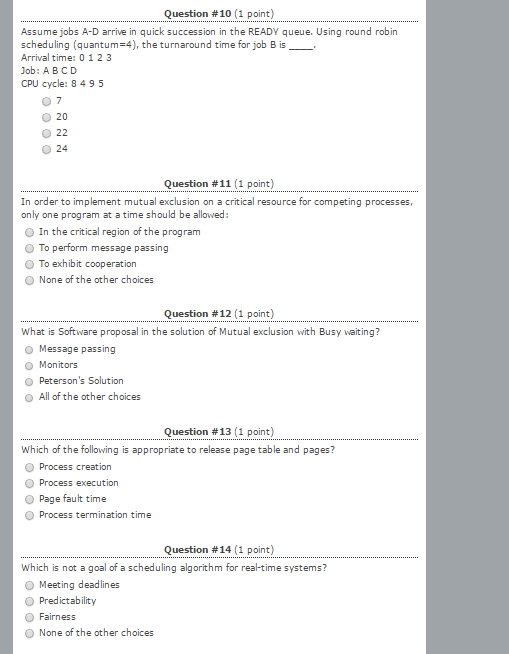 Question #10 (1 point)
Assume jobs A-D arrive in quick succession in the READY queue. Using round robin
scheduling (quantum=4), the turnaround time for job B is ____.
Arrival time: 0 1 2 3
Job: A B C D
CPU cycle: 8 4 9 5
7
20
22
24
Question #11 (1 point)
In order to implement mutual exclusion on a critical resource for competing processes,
only one program at a time should be allowed:
In the critical region of the program
To perform message passing
To exhibit cooperation
None of the other choices
Question #12 (1 point)
What is Software proposal in the solution of Mutual exclusion with Busy waiting?
Message passing
Monitors
Peterson's Solution
All of the other choices
Question #13 (1 point)
Which of the following is appropriate to release page table and pages?
Process creation
Process execution
Page fault time
Process termination time
Question #14 (1 point)
Which is not a goal of a scheduling algorithm for real-time systems?
Meeting deadlines
Predictability
Fairness
None of the other choices